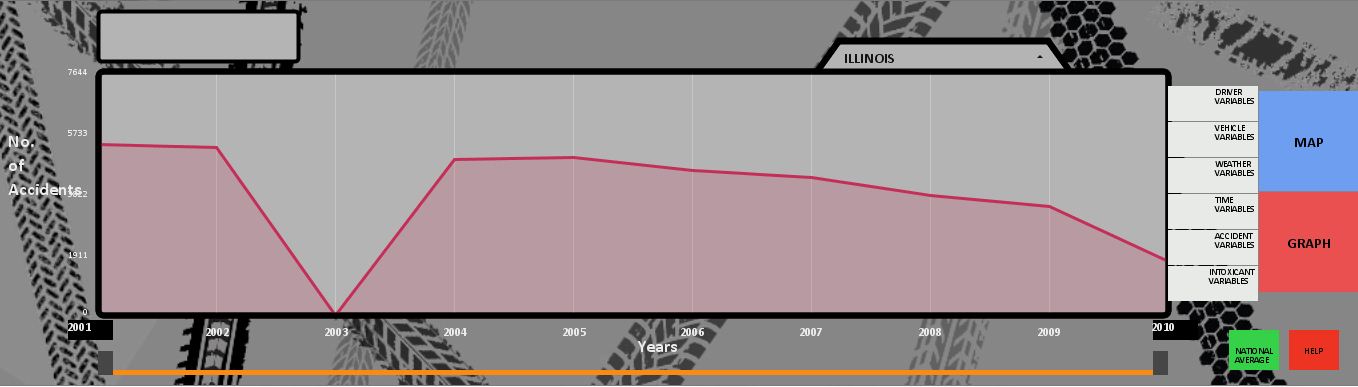 ILLINOIS
7644
5733
3822
1911
0
No.
of
Accidents
DRIVER
VARIABLES
VEHICLE
VARIABLES
WEATHER
VARIABLES
TIME
VARIABLES
ACCIDENT
VARIABLES
INTOXICANT
VARIABLES
MAP
GRAPH
2001
2002
2003
2004
2005
2006
2007
2008
2009
2010
Years
NATIONAL
AVERAGE
HELP